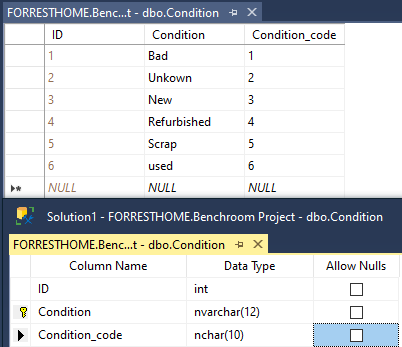 FORRESTHOME.Benc...t - dbo.Condition
ID Condition Condition_code
1 Bad 1
2 Unkown 2
3 New 3
4 Refurbished 4
5 Scrap 5
6 used 6
NULL NULL NULL
Solution1 - FORRESTHOME.Benchroom Project - dbo.Condition
FORRESTHOME.Benc...t - dbo.Condition
Column Name Data Type Allow Nulls
ID int
Condition nvarchar(12)
Condition_code nchar(10)